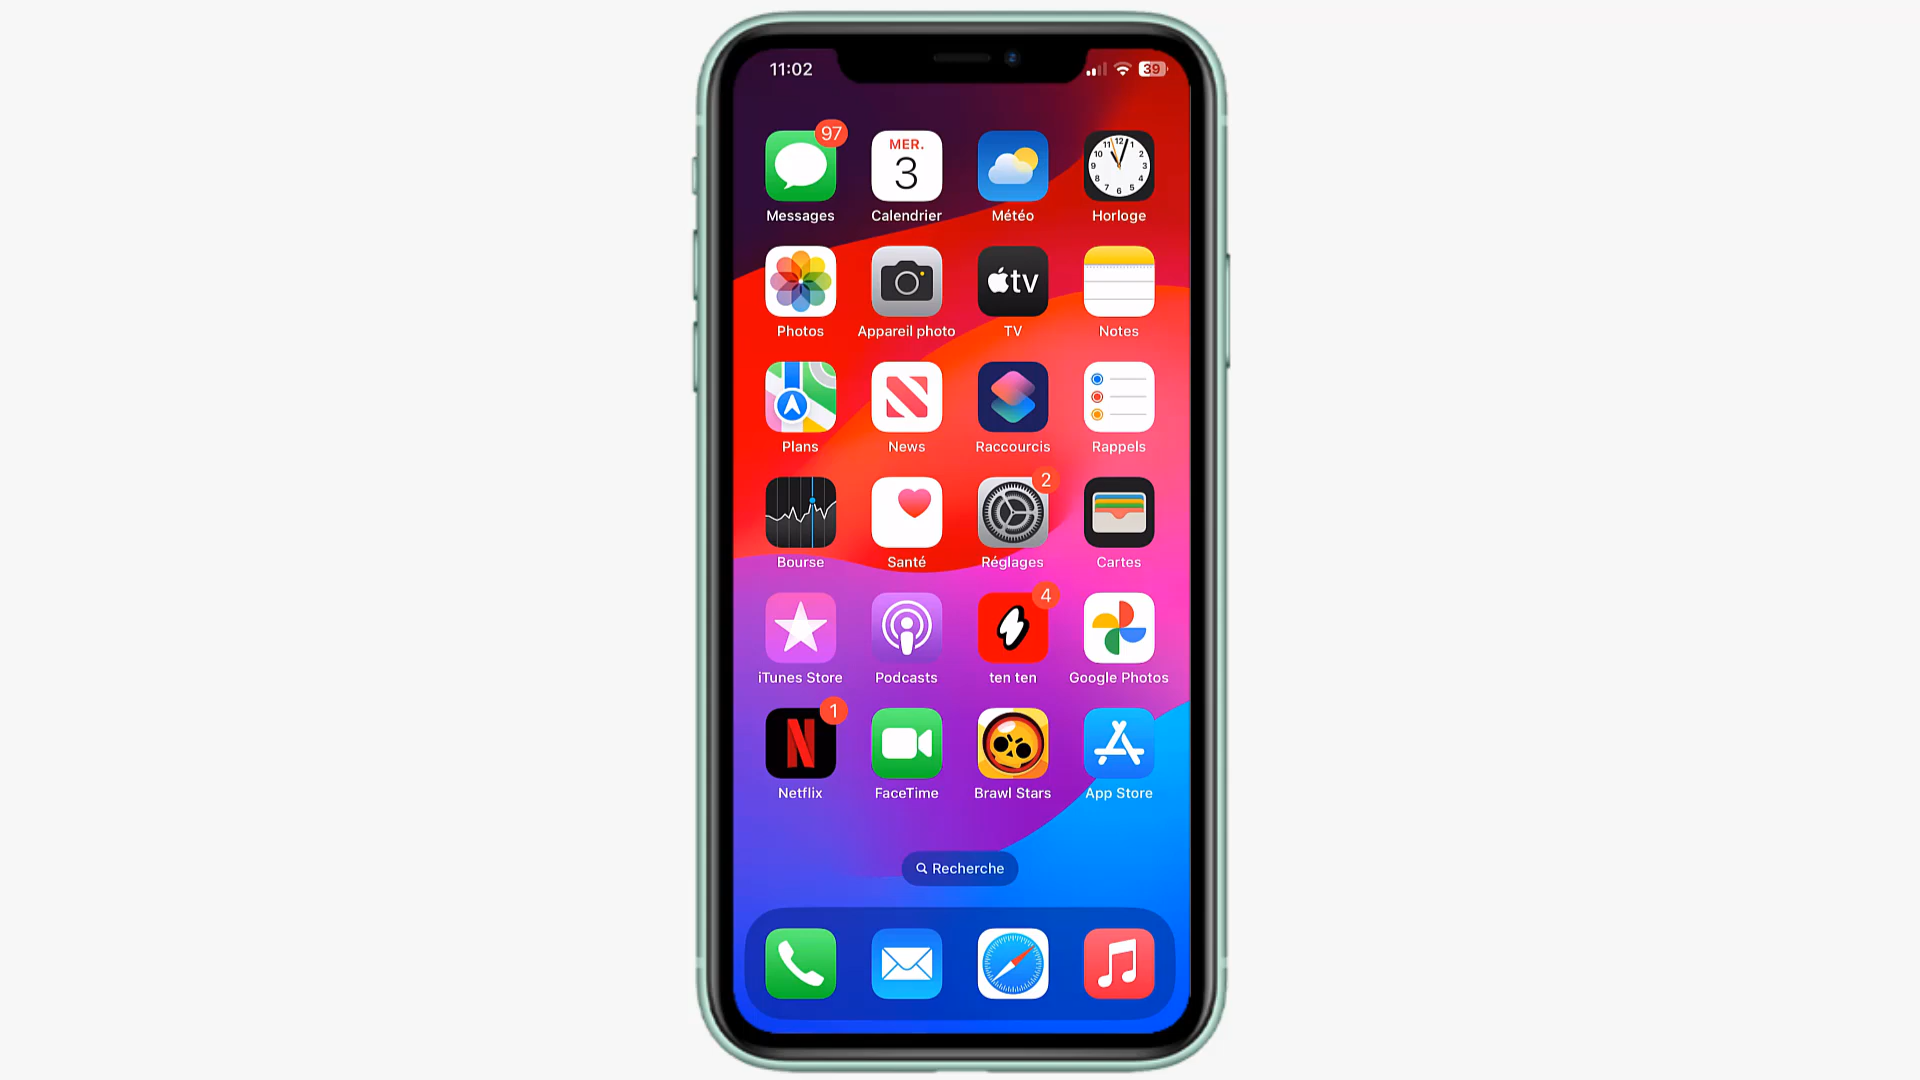 11:02
39
97
MER.
3
Messages
Calendrier
Météo
Horloge
tv
Photos
Appareil photo
TV
Notes
Plans
News
Raccourcis
Rappels
2
Bourse
Santé
Réglages
Cartes
4
iTunes Store
Podcasts
ten ten
Google Photos
1
N
Netflix
FaceTime
Brawl Stars
App Store
Recherche